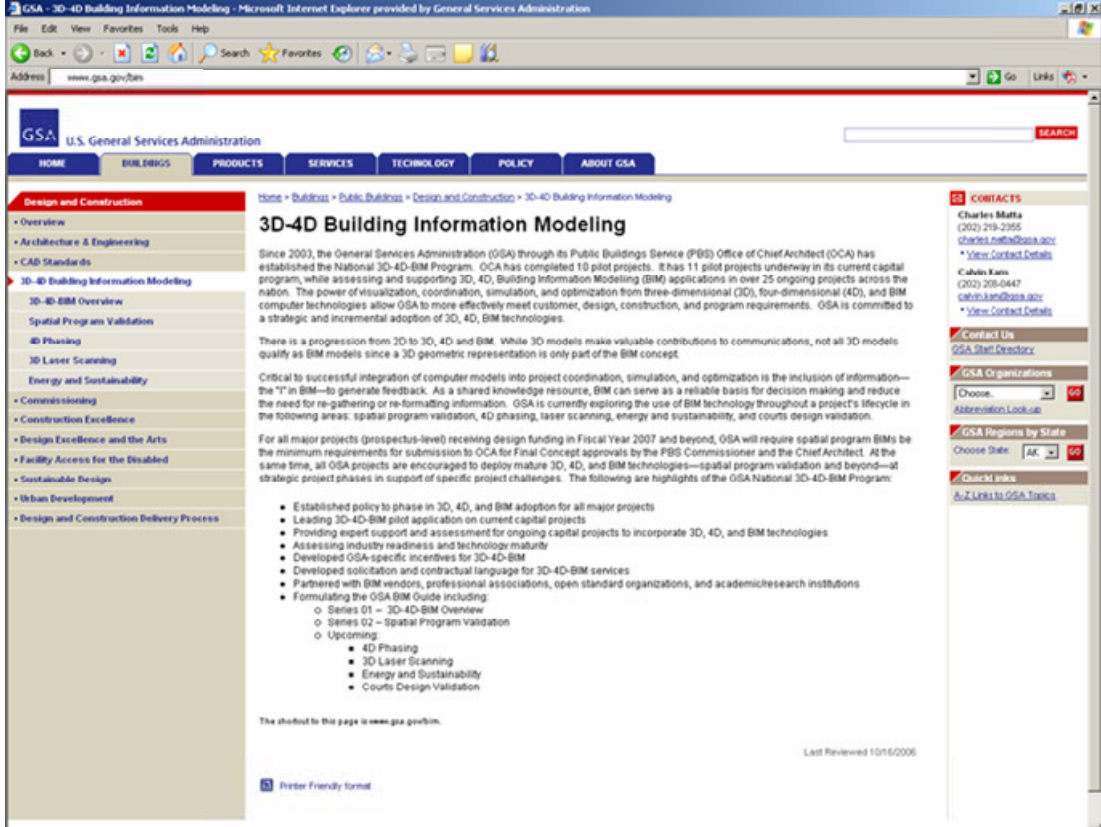 GSA - 3D-4D Building Information Modeling - Microsoft Internet Explorer provided by General Services Administration
File Edit View Favorites Tools Help
Back Search Favorites
Address www.gsa.gov/bim Go Links
GSA U.S. General Services Administration
SEARCH
HOME BUILDINGS PRODUCTS SERVICES TECHNOLOGY POLICY ABOUT GSA
Design and Construction
• Overview
• Architecture & Engineering
• CAD Standards
3D-4D Building Information Modeling
3D-4D-BIM Overview
Spatial Program Validation
4D Phasing
3D Laser Scanning
Energy and Sustainability
• Commissioning
• Construction Excellence
• Design Excellence and the Arts
• Facility Access for the Disabled
• Sustainable Design
• Urban Development
• Design and Construction Delivery Process
Home > Buildings > Public Buildings > Design and Construction > 3D-4D Building Information Modeling
3D-4D Building Information Modeling
Since 2003, the General Services Administration (GSA) through its Public Buildings Service (PBS) Office of Chief Architect (OCA) has
established the National 3D-4D-BIM Program. OCA has completed 10 pilot projects. It has 11 pilot projects underway in its current capital
program, while assessing and supporting 3D, 4D, Building Information Modeling (BIM) applications in over 25 ongoing projects across the
nation. The power of visualization, coordination, simulation, and optimization from three-dimensional (3D), four-dimensional (4D), and BIM
computer technologies allow GSA to more effectively meet customer, design, construction, and program requirements. GSA is committed to
a strategic and incremental adoption of 3D, 4D, BIM technologies.
There is a progression from 2D to 3D, 4D and BIM. While 3D models make valuable contributions to communications, not all 3D models
qualify as BIM models since a 3D geometric representation is only part of the BIM concept.
Critical to successful integration of computer models into project coordination, simulation, and optimization is the inclusion of information—
the "I" in BIM—to generate feedback. As a shared knowledge resource, BIM can serve as a reliable basis for decision making and reduce
the need for re-gathering or re-formatting information. GSA is currently exploring the use of BIM technology throughout a project's lifecycle in
the following areas: spatial program validation, 4D phasing, laser scanning, energy and sustainability, and courts design validation.
For all major projects (prospectus-level) receiving design funding in Fiscal Year 2007 and beyond, GSA will require spatial program BIMs be
the minimum requirements for submission to OCA for Final Concept approvals by the PBS Commissioner and the Chief Architect. At the
same time, all GSA projects are encouraged to deploy mature 3D, 4D, and BIM technologies—spatial program validation and beyond—at
strategic project phases in support of specific project challenges. The following are highlights of the GSA National 3D-4D-BIM Program:
• Established policy to phase in 3D, 4D, and BIM adoption for all major projects
• Leading 3D-4D-BIM pilot application on current capital projects
• Providing expert support and assessment for ongoing capital projects to incorporate 3D, 4D, and BIM technologies
• Assessing industry readiness and technology maturity
• Developed GSA-specific incentives for 3D-4D-BIM
• Developed solicitation and contractual language for 3D-4D-BIM services
• Partnered with BIM vendors, professional associations, open standard organizations, and academic/research institutions
• Formulating the GSA BIM Guide including:
o Series 01 – 3D-4D-BIM Overview
o Series 02 – Spatial Program Validation
o Upcoming:
▪ 4D Phasing
▪ 3D Laser Scanning
▪ Energy and Sustainability
▪ Courts Design Validation
The shortcut to this page is www.gsa.gov/bim.
Last Reviewed 10/16/2006
Printer Friendly format
CONTACTS
Charles Matta
(202) 219-2355
charles.matta@gsa.gov
• View Contact Details
Calvin Kam
(202) 208-0447
calvin.kam@gsa.gov
• View Contact Details
Contact Us
GSA Staff Directory
GSA Organizations
Choose.. GO
Abbreviation Look-up
GSA Regions by State
Choose State: AK GO
QuickLinks
A-Z Links to GSA Topics